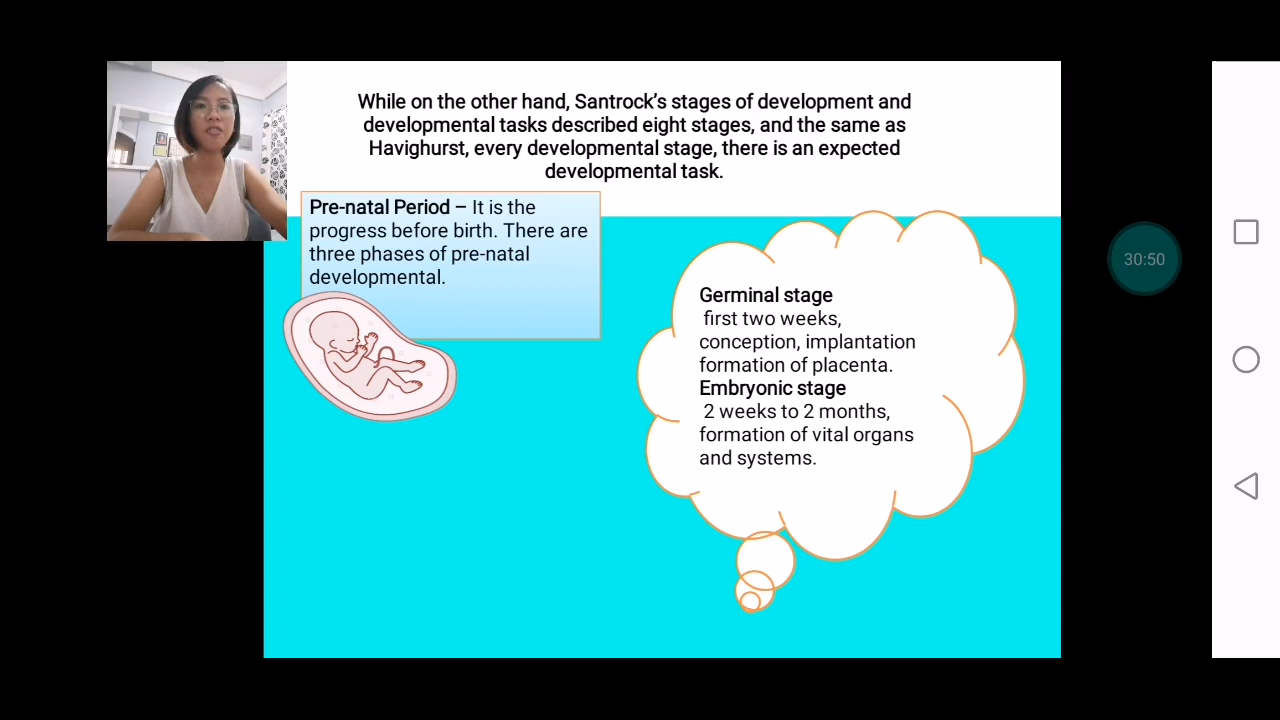 While on the other hand, Santrock's stages of development and
developmental tasks described eight stages, and the same as
Havighurst, every developmental stage, there is an expected
developmental task.
Pre-natal Period – It is the
progress before birth. There are
three phases of pre-natal
developmental.
Germinal stage
first two weeks,
conception, implantation
formation of placenta.
Embryonic stage
2 weeks to 2 months,
formation of vital organs
and systems.
30:50